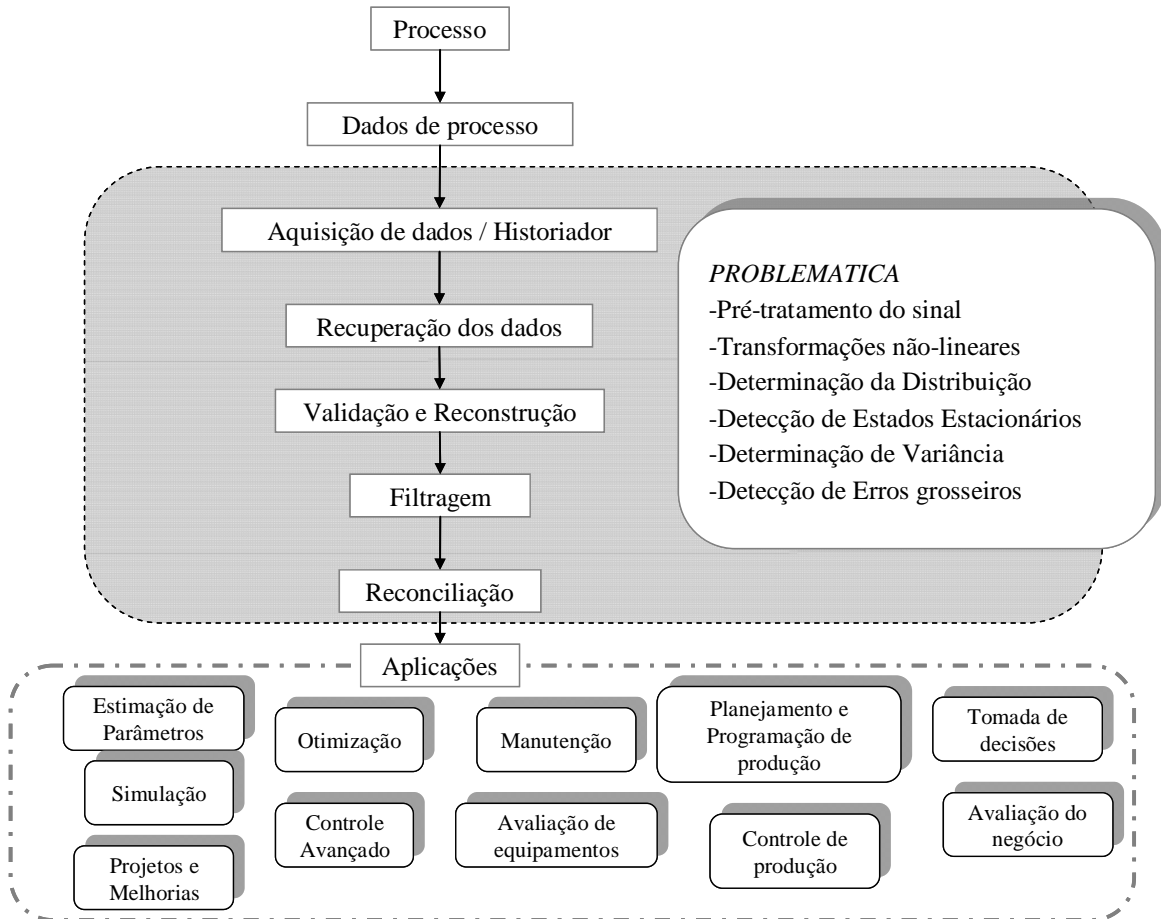 Processo
Dados de processo
Aquisição de dados / Historiador
Recuperação dos dados
Validação e Reconstrução
Filtragem
Reconciliação
PROBLEMATICA
-Pré-tratamento do sinal
-Transformações não-lineares
-Determinação da Distribuição
-Detecção de Estados Estacionários
-Determinação de Variância
-Detecção de Erros grosseiros
Aplicações
Estimação de
Parâmetros
Simulação
Projetos e
Melhorias
Otimização
Controle
Avançado
Manutenção
Avaliação de
equipamentos
Planejamento e
Programação de
produção
Controle de
produção
Tomada de
decisões
Avaliação do
negócio